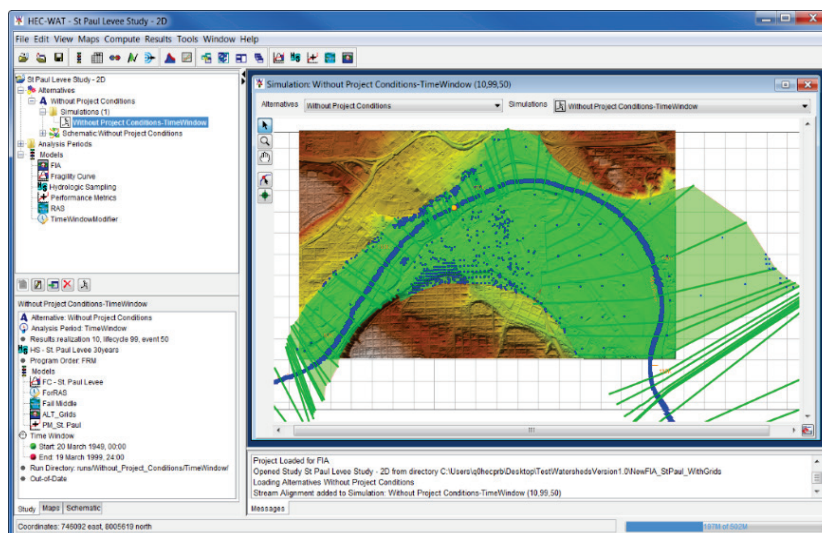 HEC-WAT - St Paul Levee Study - 2D
File Edit View Maps Compute Results Tools Window Help
St Paul Levee Study - 2D
Alternatives
Without Project Conditions
Simulations (1)
Without Project Conditions-TimeWindow
Schematic Without Project Conditions
Analysis Periods
Models
FIA
Fragility Curve
Hydrologic Sampling
Performance Metrics
RAS
TimeWindowModifier
Without Project Conditions-TimeWindow
Alternative: Without Project Conditions
Analysis Period: TimeWindow
Results realization 10, lifecycle 99, event 50
HS - St. Paul Levee 30years
Program Order: FRM
Models
FC - St. Paul Levee
ForRAS
Fail Middle
ALT_Grids
PM_St. Paul
Time Window
Start: 20 March 1949, 00:00
End: 19 March 1999, 24:00
Run Directory: runs/Without_Project_Conditions/TimeWindow/
Out-of-Date
Study Maps Schematic
Coordinates: 746092 east, 8005619 north
Simulation: Without Project Conditions-TimeWindow (10,99,50)
Alternatives Without Project Conditions Simulations Without Project Conditions-TimeWindow
Project Loaded for FIA
Opened Study St Paul Levee Study - 2D from directory C:\Users\q0hecprb\Desktop\TestWatershedsVersion1.0\NewFIA_StPaul_WithGrids
Loading Alternatives Without Project Conditions
Stream Alignment added to Simulation: Without Project Conditions-TimeWindow (10,99,50)
Messages